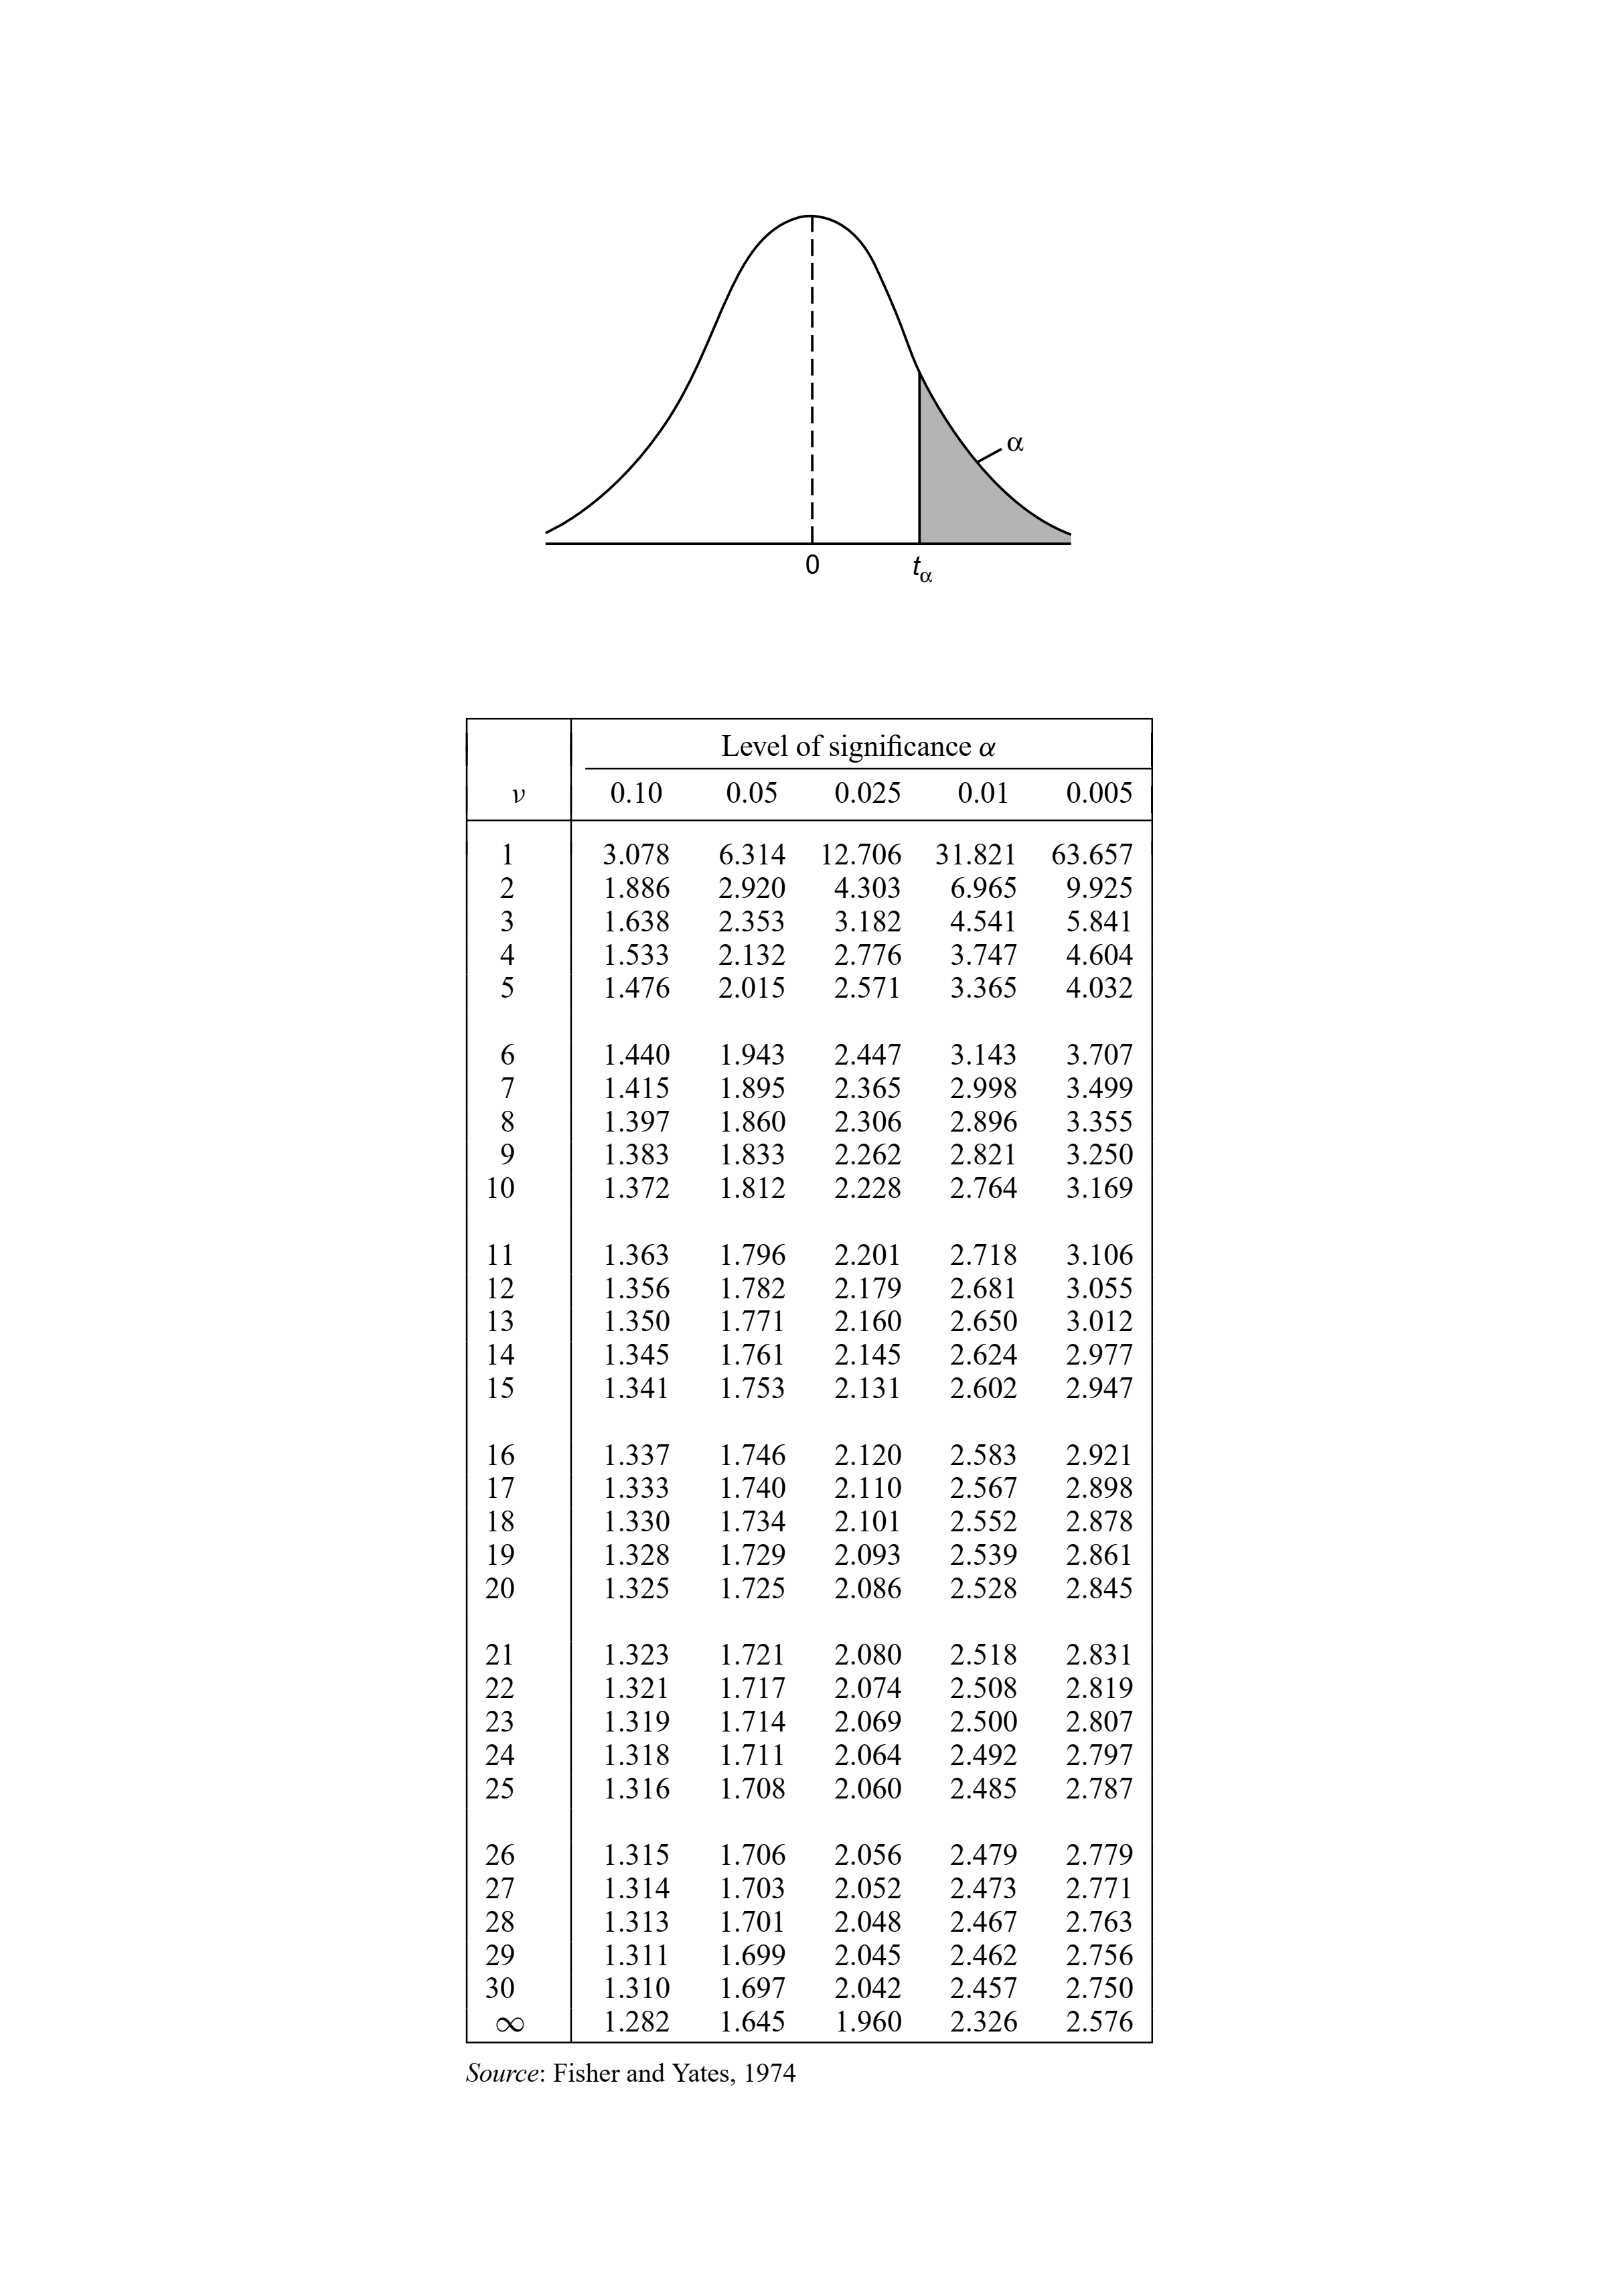 α
0 tα
Level of significance α
ν 0.10 0.05 0.025 0.01 0.005
1 3.078 6.314 12.706 31.821 63.657
2 1.886 2.920 4.303 6.965 9.925
3 1.638 2.353 3.182 4.541 5.841
4 1.533 2.132 2.776 3.747 4.604
5 1.476 2.015 2.571 3.365 4.032
6 1.440 1.943 2.447 3.143 3.707
7 1.415 1.895 2.365 2.998 3.499
8 1.397 1.860 2.306 2.896 3.355
9 1.383 1.833 2.262 2.821 3.250
10 1.372 1.812 2.228 2.764 3.169
11 1.363 1.796 2.201 2.718 3.106
12 1.356 1.782 2.179 2.681 3.055
13 1.350 1.771 2.160 2.650 3.012
14 1.345 1.761 2.145 2.624 2.977
15 1.341 1.753 2.131 2.602 2.947
16 1.337 1.746 2.120 2.583 2.921
17 1.333 1.740 2.110 2.567 2.898
18 1.330 1.734 2.101 2.552 2.878
19 1.328 1.729 2.093 2.539 2.861
20 1.325 1.725 2.086 2.528 2.845
21 1.323 1.721 2.080 2.518 2.831
22 1.321 1.717 2.074 2.508 2.819
23 1.319 1.714 2.069 2.500 2.807
24 1.318 1.711 2.064 2.492 2.797
25 1.316 1.708 2.060 2.485 2.787
26 1.315 1.706 2.056 2.479 2.779
27 1.314 1.703 2.052 2.473 2.771
28 1.313 1.701 2.048 2.467 2.763
29 1.311 1.699 2.045 2.462 2.756
30 1.310 1.697 2.042 2.457 2.750
∞ 1.282 1.645 1.960 2.326 2.576
Source: Fisher and Yates, 1974